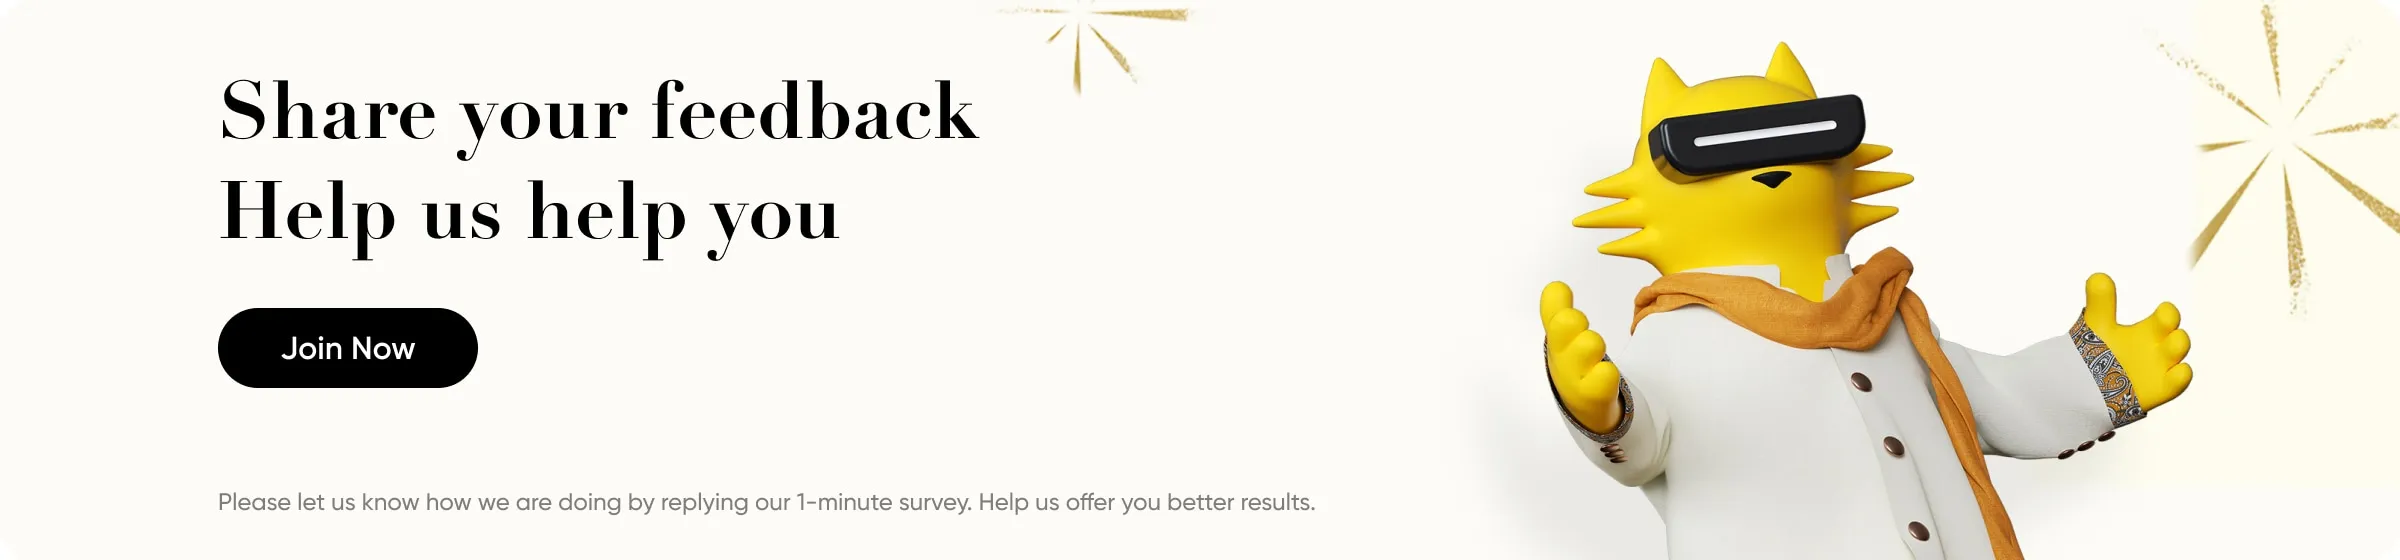 Share your feedback
Help us help you
Join Now
Please let us know how we are doing by replying our 1-minute survey. Help us offer you better results.